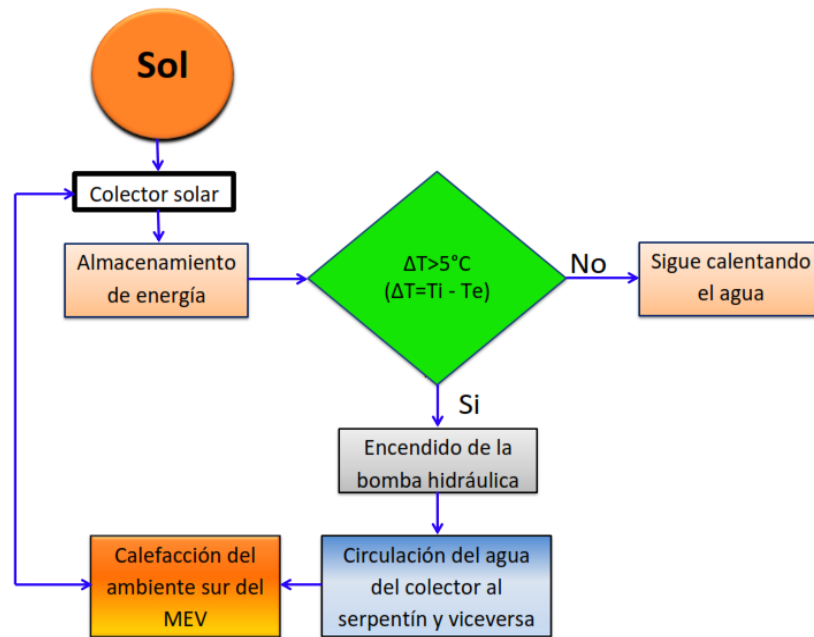 Sol
Colector solar
Almacenamiento
de energía
ΔT>5°C
(ΔT=Ti - Te)
No
Sigue calentando
el agua
Si
Encendido de la
bomba hidráulica
Circulación del agua
del colector al
serpentín y viceversa
Calefacción del
ambiente sur del
MEV